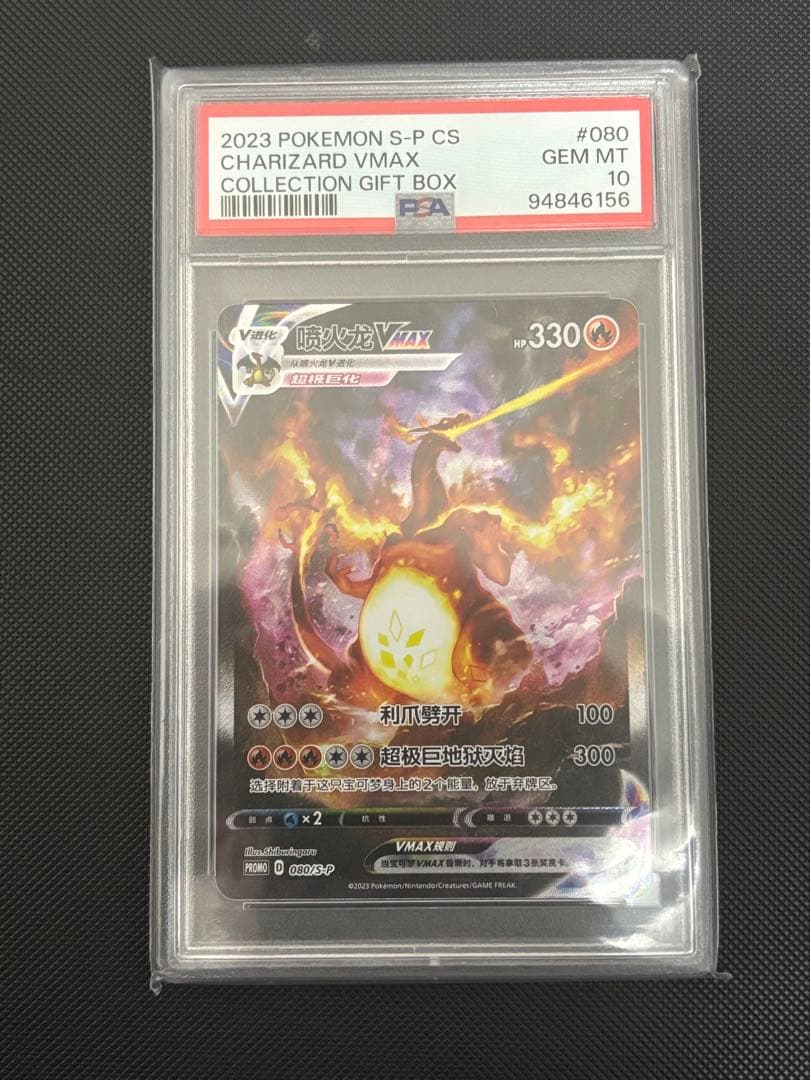 2023 POKEMON S-P CS #080
CHARIZARD VMAX GEM MT
COLLECTION GIFT BOX 10
PSA 94846156
V进化 喷火龙VMAX HP330
从喷火龙V进化
超极巨化
利爪劈开 100
超极巨地狱灭焰 300
选择附着于这只宝可梦身上的2个能量，放于弃牌区。
弱点 ×2 抗性 撤退
Illus.Shiburingaru
VMAX规则
PROMO D 080/S-P
当宝可梦VMAX昏厥时，对手将拿取3张奖赏卡。
©2023 Pokémon/Nintendo/Creatures/GAME FREAK